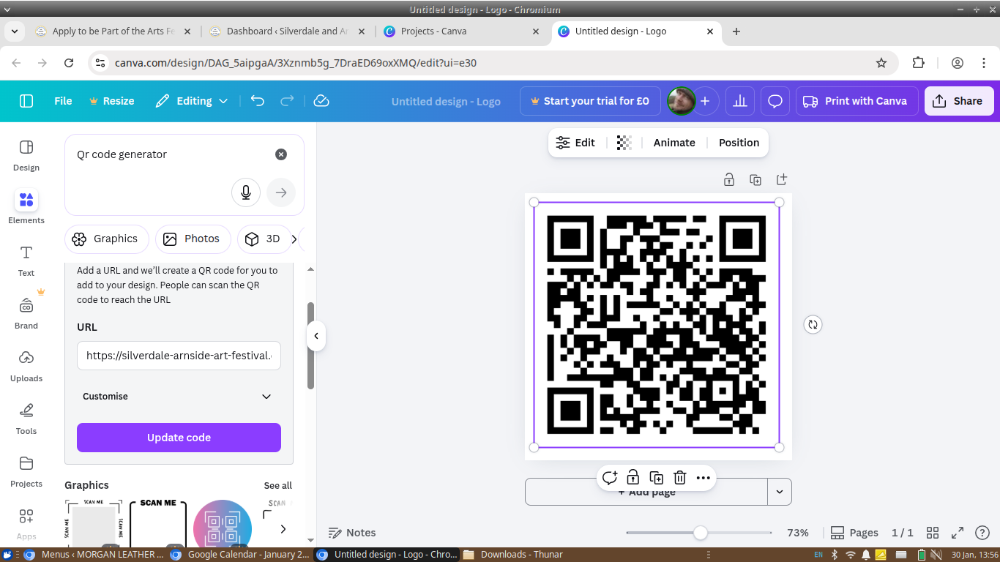 Untitled design - Logo - Chromium
Apply to be Part of the Arts Fe
Dashboard ‹ Silverdale and Ar
Projects - Canva
Untitled design - Logo
canva.com/design/DAG_5aipgaA/3Xznmb5g_7DraED69oxXMQ/edit?ui=e30
File
Resize
Editing
Untitled design - Logo
Start your trial for £0
Print with Canva
Share
Design
Elements
Text
Brand
Uploads
Tools
Projects
Apps
Qr code generator
Graphics
Photos
3D
Add a URL and we'll create a QR code for you to
add to your design. People can scan the QR
code to reach the URL
URL
https://silverdale-arnside-art-festival.
Customise
Update code
Graphics
See all
SCAN ME
SCAN ME
SCAN ME
SCAN ME
SCAN
Edit
Animate
Position
+ Add page
Notes
73%
Pages
1 / 1
Menus ‹ MORGAN LEATHER ...
Google Calendar - January 2...
Untitled design - Logo - Chro...
Downloads - Thunar
EN
30 Jan, 13:56